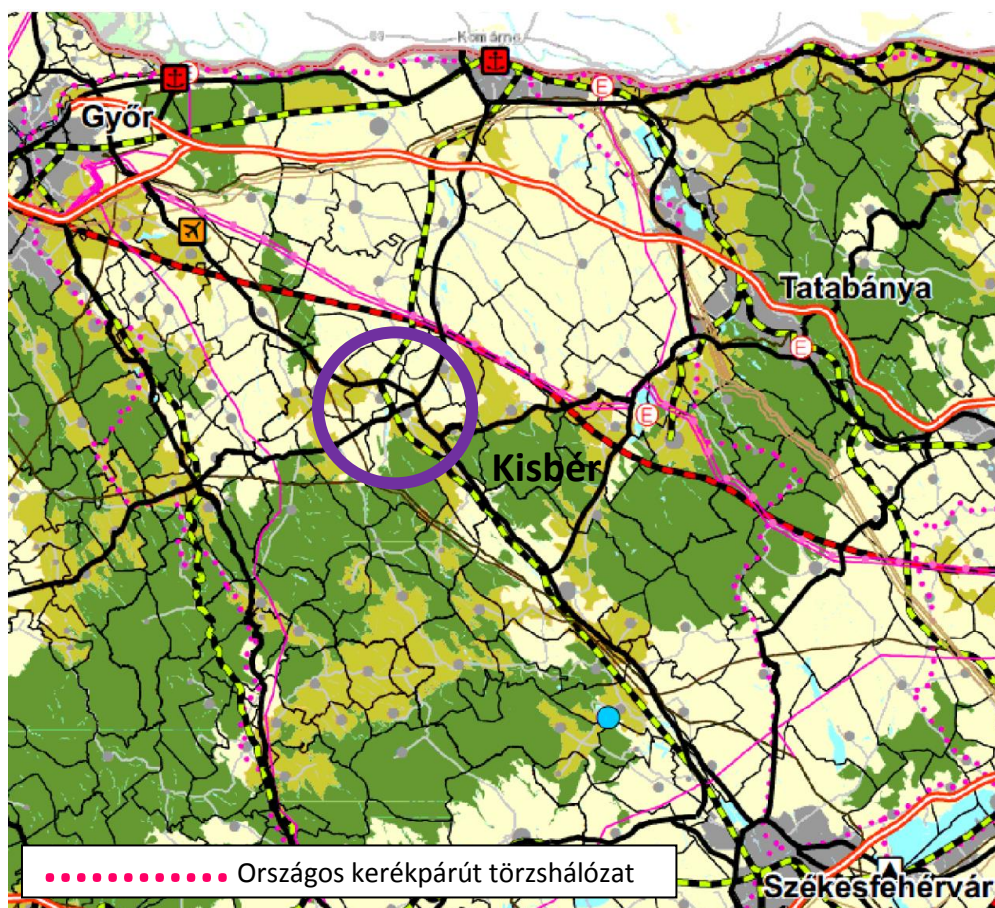 Komárno
Győr
E
E
Tatabánya
E
E
Kisbér
Országos kerékpárút törzshálózat
Székesfehérvár